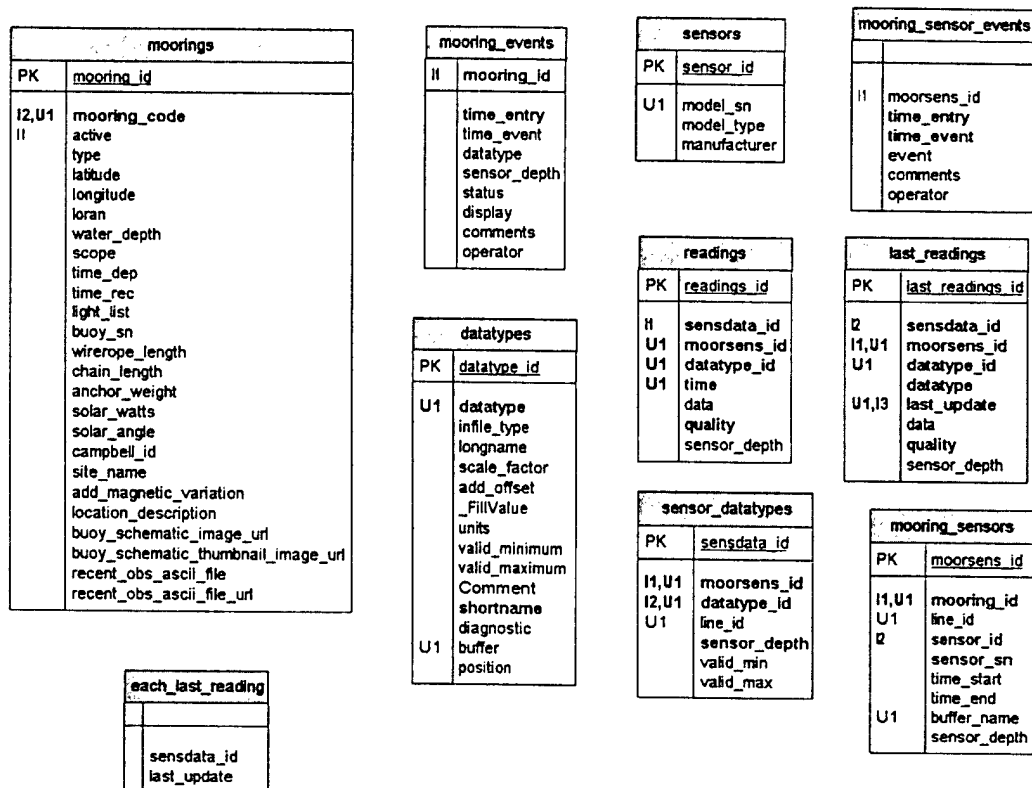 moorings
PK mooring_id
I2,U1 mooring_code
I1 active
type
latitude
longitude
loran
water_depth
scope
time_dep
time_rec
light_list
buoy_sn
wirerope_length
chain_length
anchor_weight
solar_watts
solar_angle
campbell_id
site_name
add_magnetic_variation
location_description
buoy_schematic_image_url
buoy_schematic_thumbnail_image_url
recent_obs_ascii_file
recent_obs_ascii_file_url
mooring_events
I1 mooring_id
time_entry
time_event
datatype
sensor_depth
status
display
comments
operator
sensors
PK sensor_id
U1 model_sn
model_type
manufacturer
mooring_sensor_events
I1 moorsens_id
time_entry
time_event
event
comments
operator
datatypes
PK datatype_id
U1 datatype
infile_type
longname
scale_factor
add_offset
_FillValue
units
valid_minimum
valid_maximum
Comment
shortname
diagnostic
U1 buffer
position
readings
PK readings_id
I1 sensdata_id
U1 moorsens_id
U1 datatype_id
U1 time
data
quality
sensor_depth
last_readings
PK last_readings_id
I2 sensdata_id
I1,U1 moorsens_id
U1 datatype_id
datatype
U1,I3 last_update
data
quality
sensor_depth
sensor_datatypes
PK sensdata_id
I1,U1 moorsens_id
I2,U1 datatype_id
U1 line_id
sensor_depth
valid_min
valid_max
mooring_sensors
PK moorsens_id
I1,U1 mooring_id
U1 line_id
I2 sensor_id
sensor_sn
time_start
time_end
U1 buffer_name
sensor_depth
each_last_reading
sensdata_id
last_update